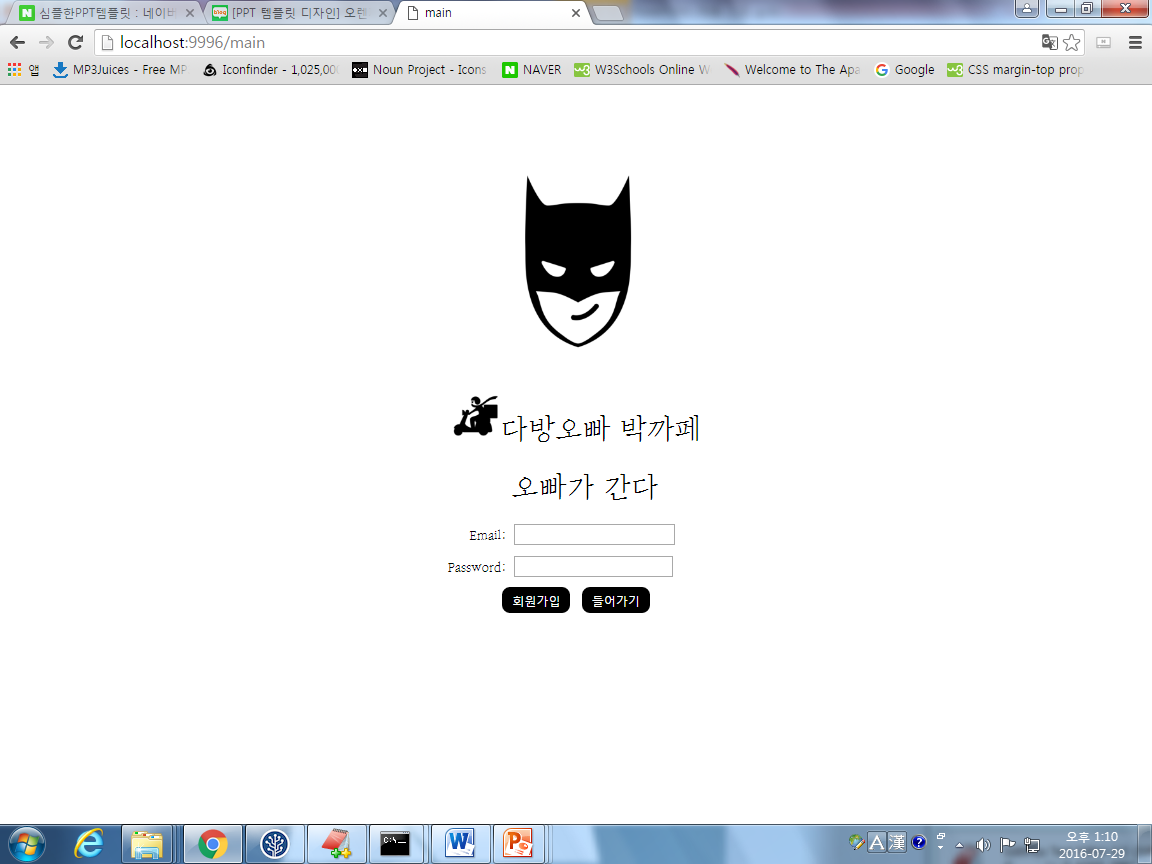 심플한PPT템플릿 : 네이버
[PPT 템플릿 디자인] 오렌
main
localhost:9996/main
앱
MP3Juices - Free MP
Iconfinder - 1,025,00
Noun Project - Icons
NAVER
W3Schools Online W
Welcome to The Apa
Google
CSS margin-top prop
다방오빠 박까페
오빠가 간다
Email:
Password:
회원가입 들어가기
A 漢
오후 1:10
2016-07-29